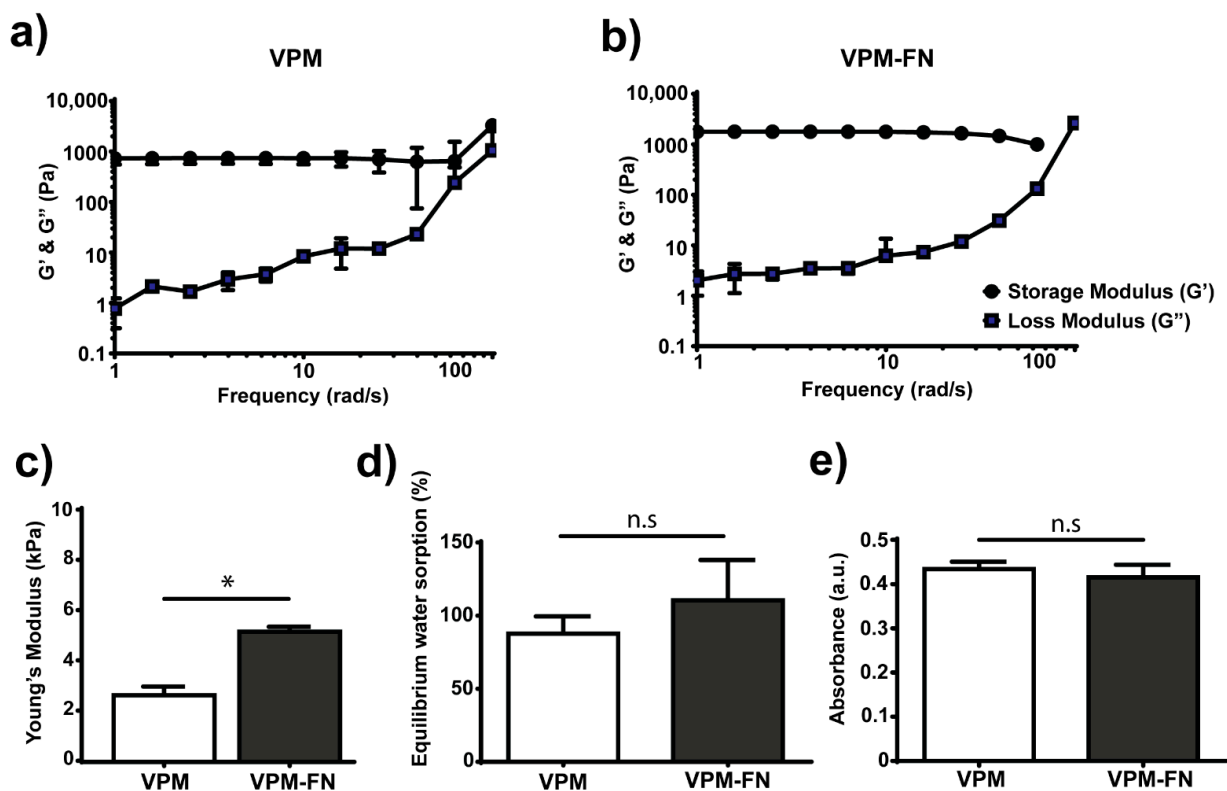 a)
VPM
G' & G” (Pa)
10,000
1000
100
10
1
0.1
1
10
100
Frequency (rad/s)
b)
VPM-FN
G' & G” (Pa)
10,000
1000
100
10
1
0.1
1
10
100
Frequency (rad/s)
Storage Modulus (G’)
Loss Modulus (G”)
c)
Young's Modulus (kPa)
10
8
6
4
2
0
*
VPM
VPM-FN
d)
Equilibrium water sorption (%)
150
100
50
0
n.s
VPM
VPM-FN
e)
Absorbance (a.u.)
0.5
0.4
0.3
0.2
0.1
0
n.s
VPM
VPM-FN